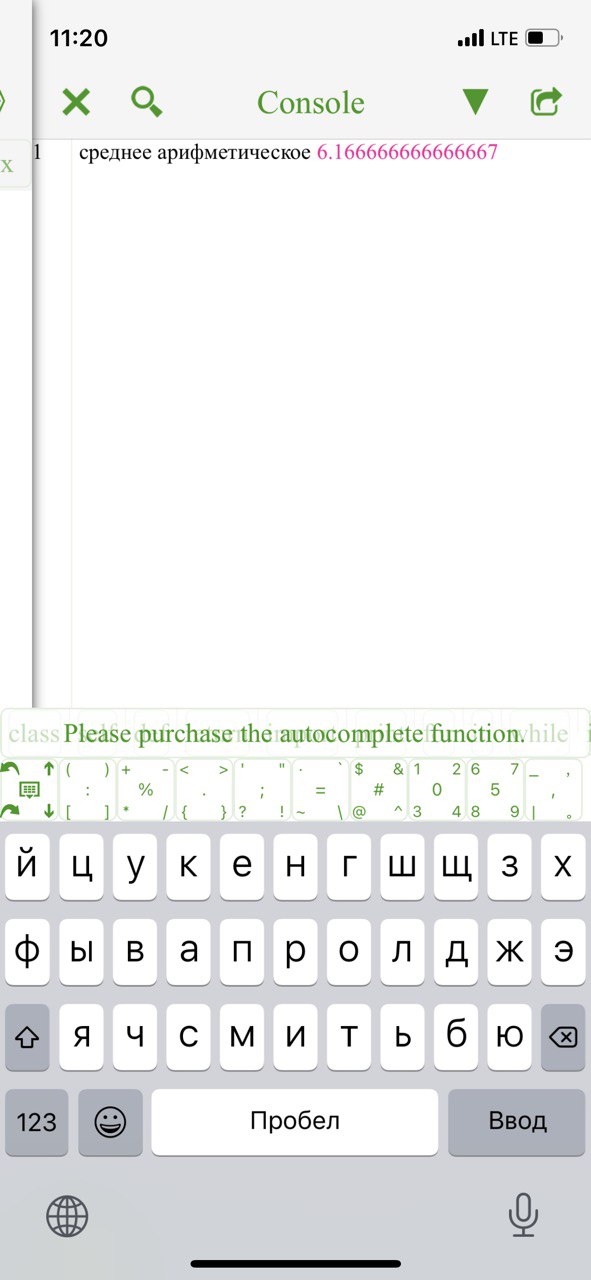 11:20
LTE
Console
x
1 среднее арифметическое 6.166666666666667
class Please purchase the autocomplete function. while
( ) + - < > ' " . ` $ & 1 2 6 7 _ ,
: % . ; = # 0 5 ,
[ ] * / { } ? ! ~ \ @ ^ 3 4 8 9 | 。
й ц у к е н г ш щ з х
ф ы в а п р о л д ж э
я ч с м и т ь б ю
123 Пробел Ввод